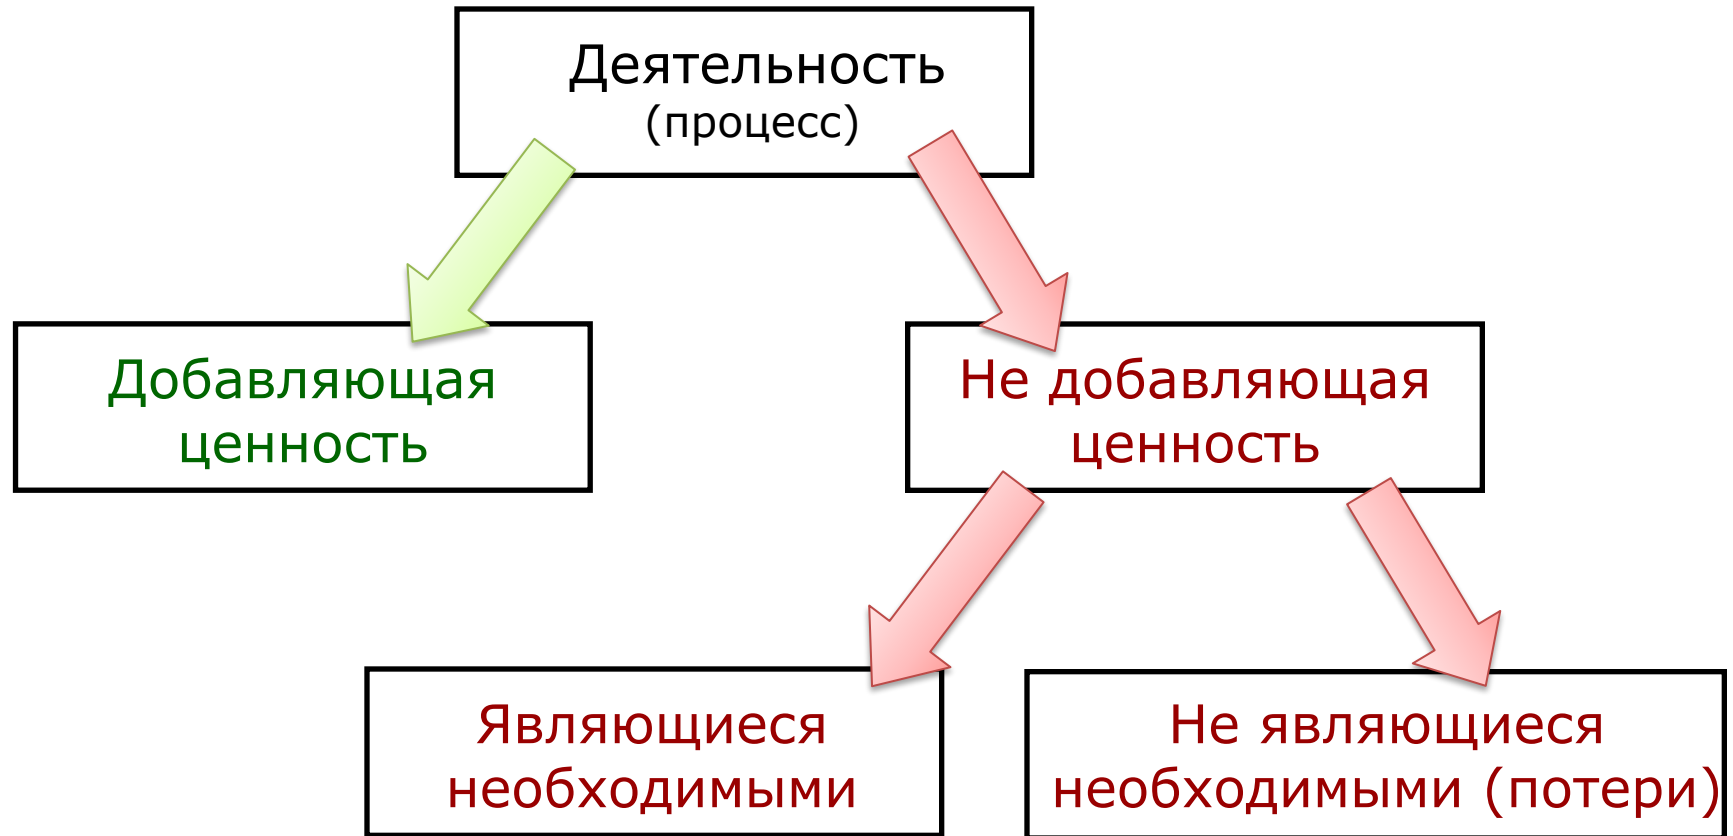 Деятельность
(процесс)
Добавляющая
ценность
Не добавляющая
ценность
Являющиеся
необходимыми
Не являющиеся
необходимыми (потери)